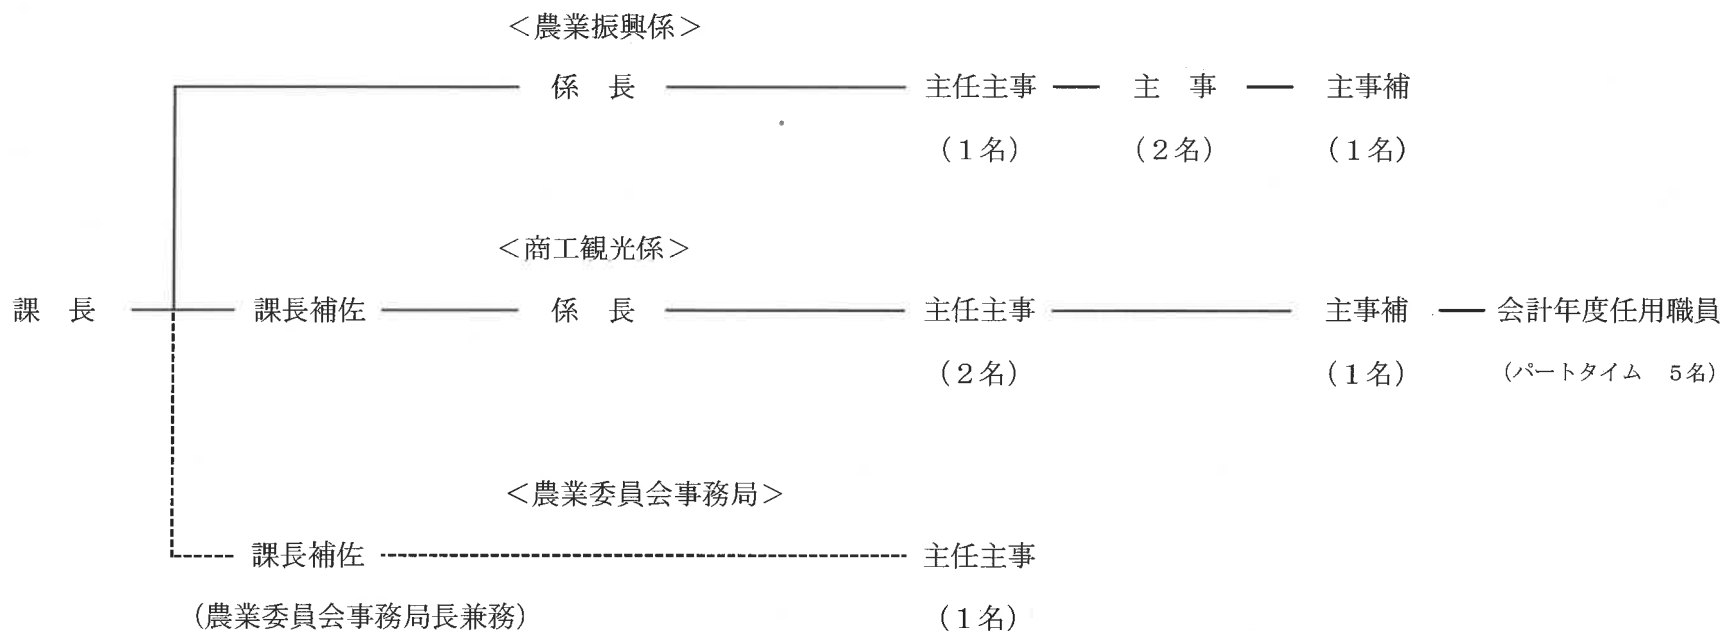 ＜農業振興係＞
係　長　主任主事　主　事　主事補
（１名）　（２名）　（１名）
＜商工観光係＞
課　長　課長補佐　係　長　主任主事　主事補　会計年度任用職員
（２名）　（１名）　（パートタイム　５名）
＜農業委員会事務局＞
課長補佐　主任主事
（農業委員会事務局長兼務）　（１名）